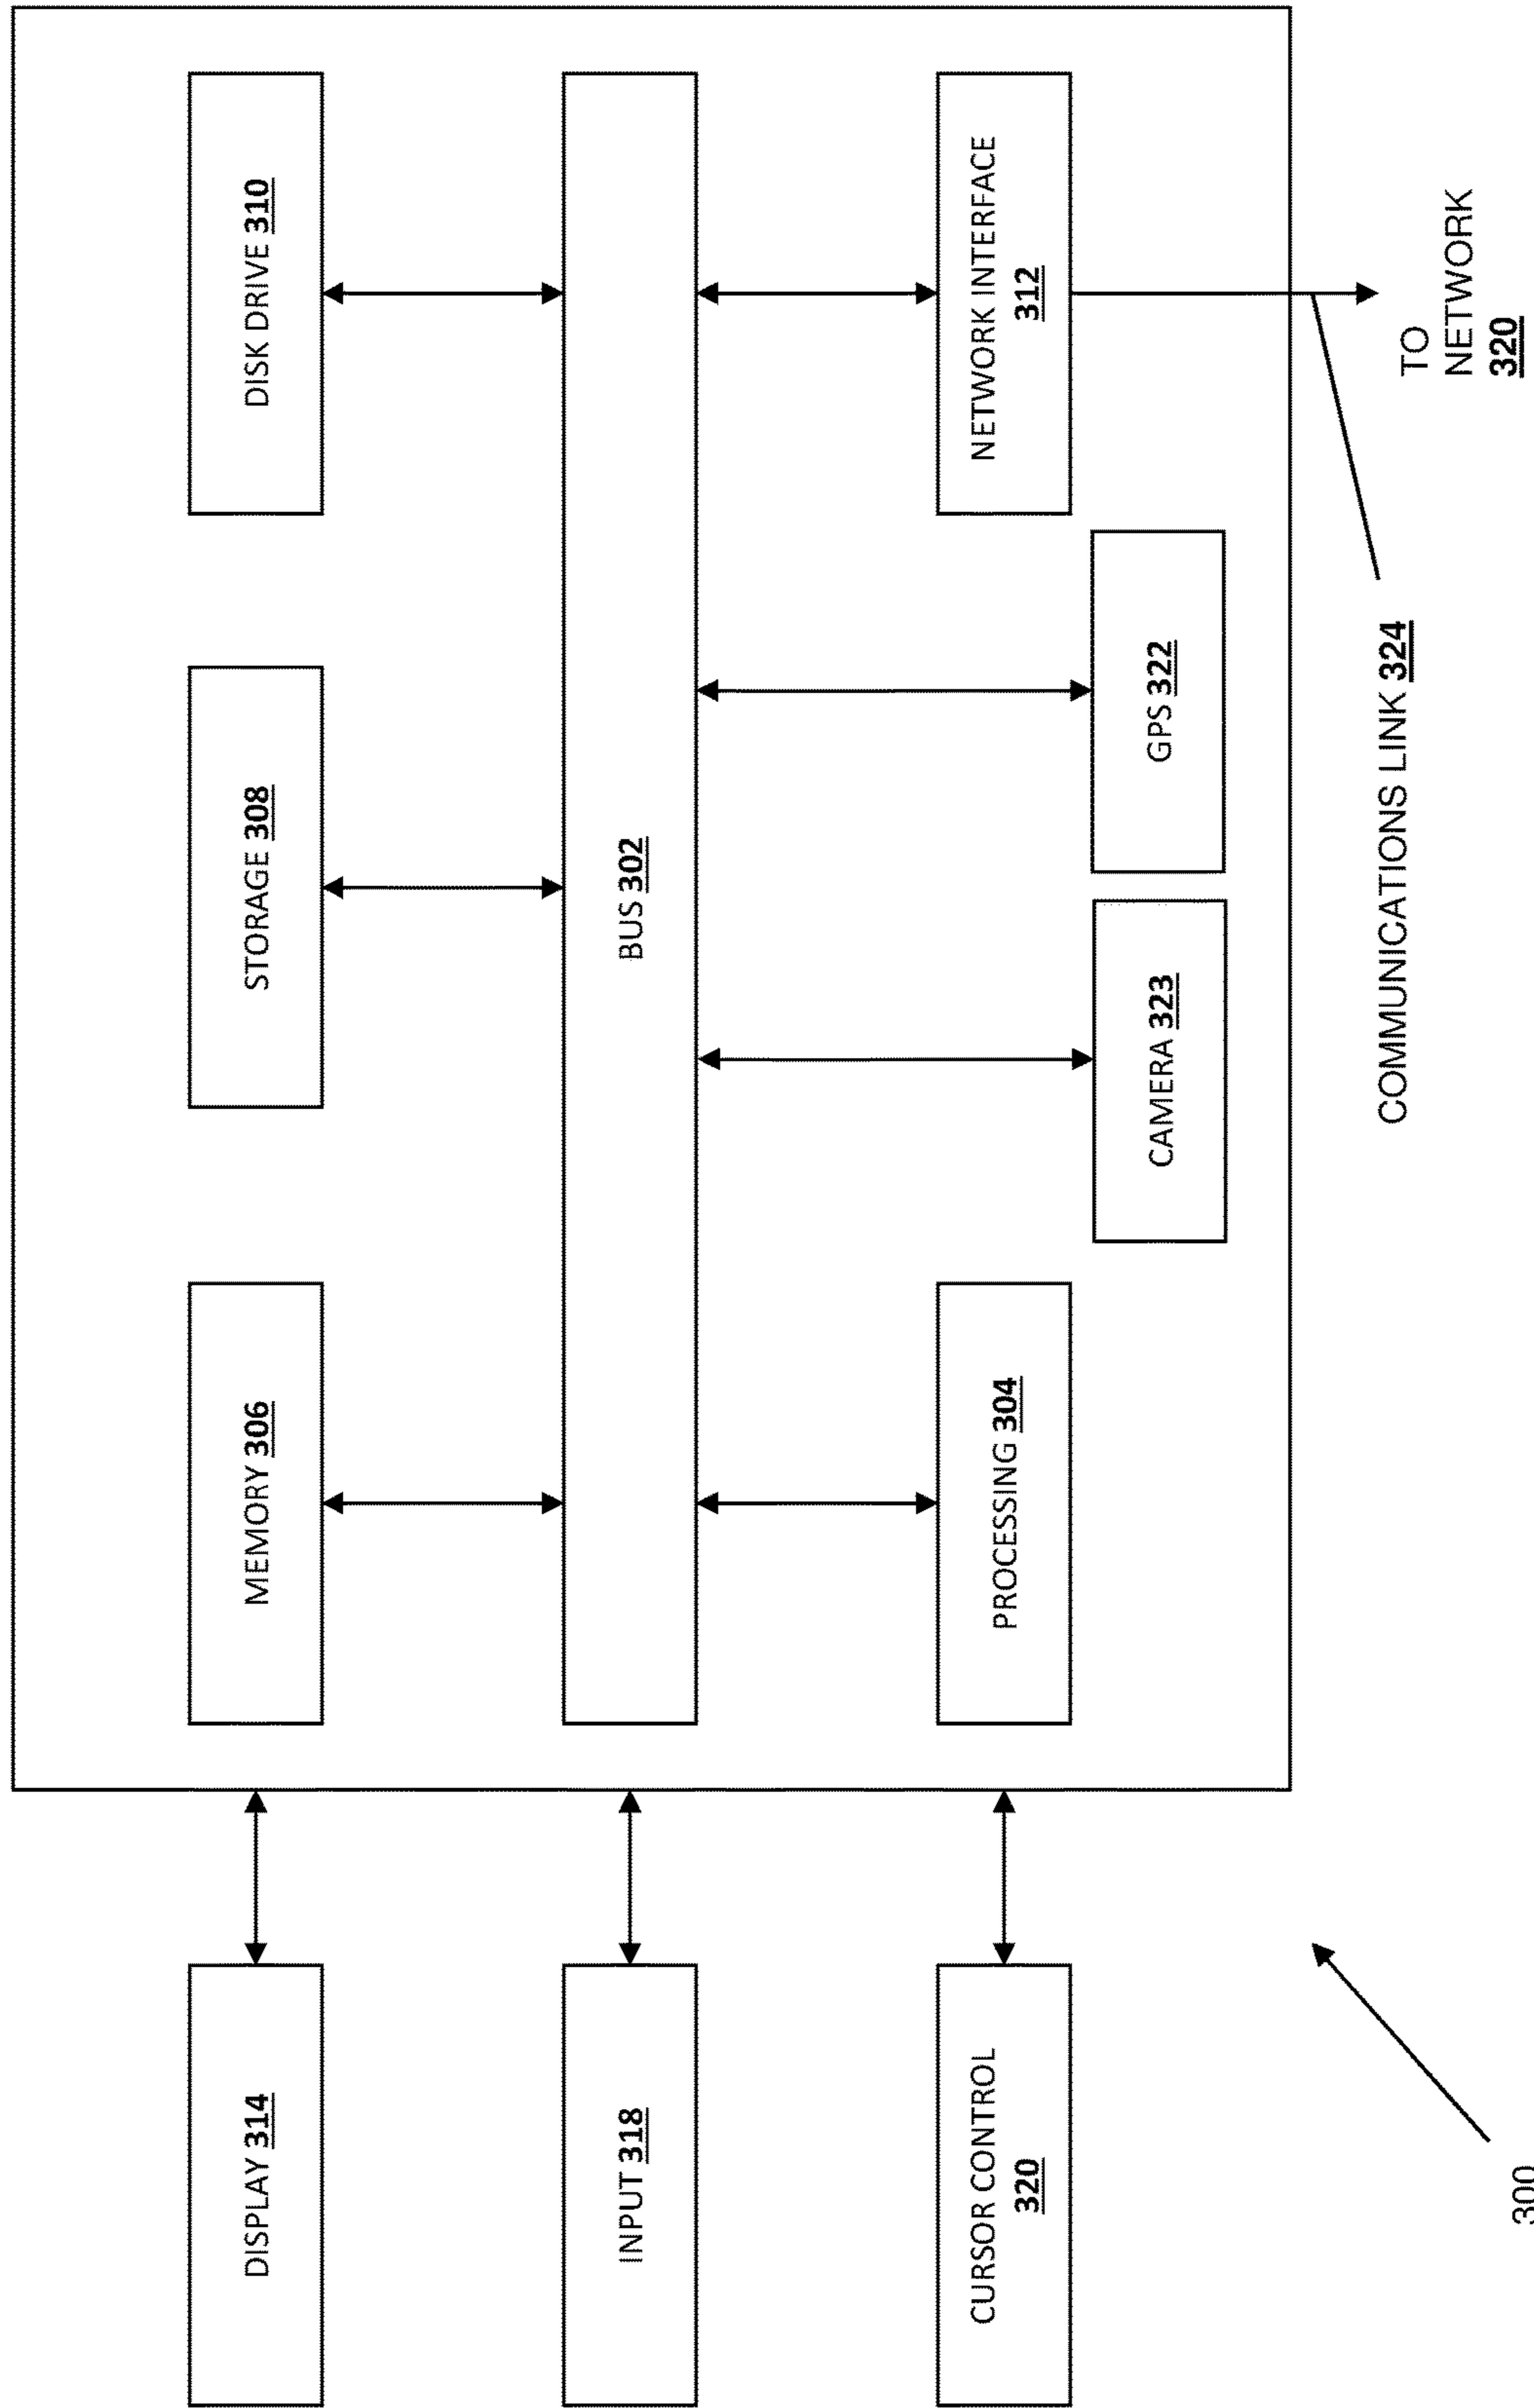 DISPLAY 314
MEMORY 306
STORAGE 308
DISK DRIVE 310
INPUT 318
BUS 302
CURSOR CONTROL
320
PROCESSING 304
CAMERA 323
GPS 322
NETWORK INTERFACE
312
COMMUNICATIONS LINK 324
TO
NETWORK
320
300